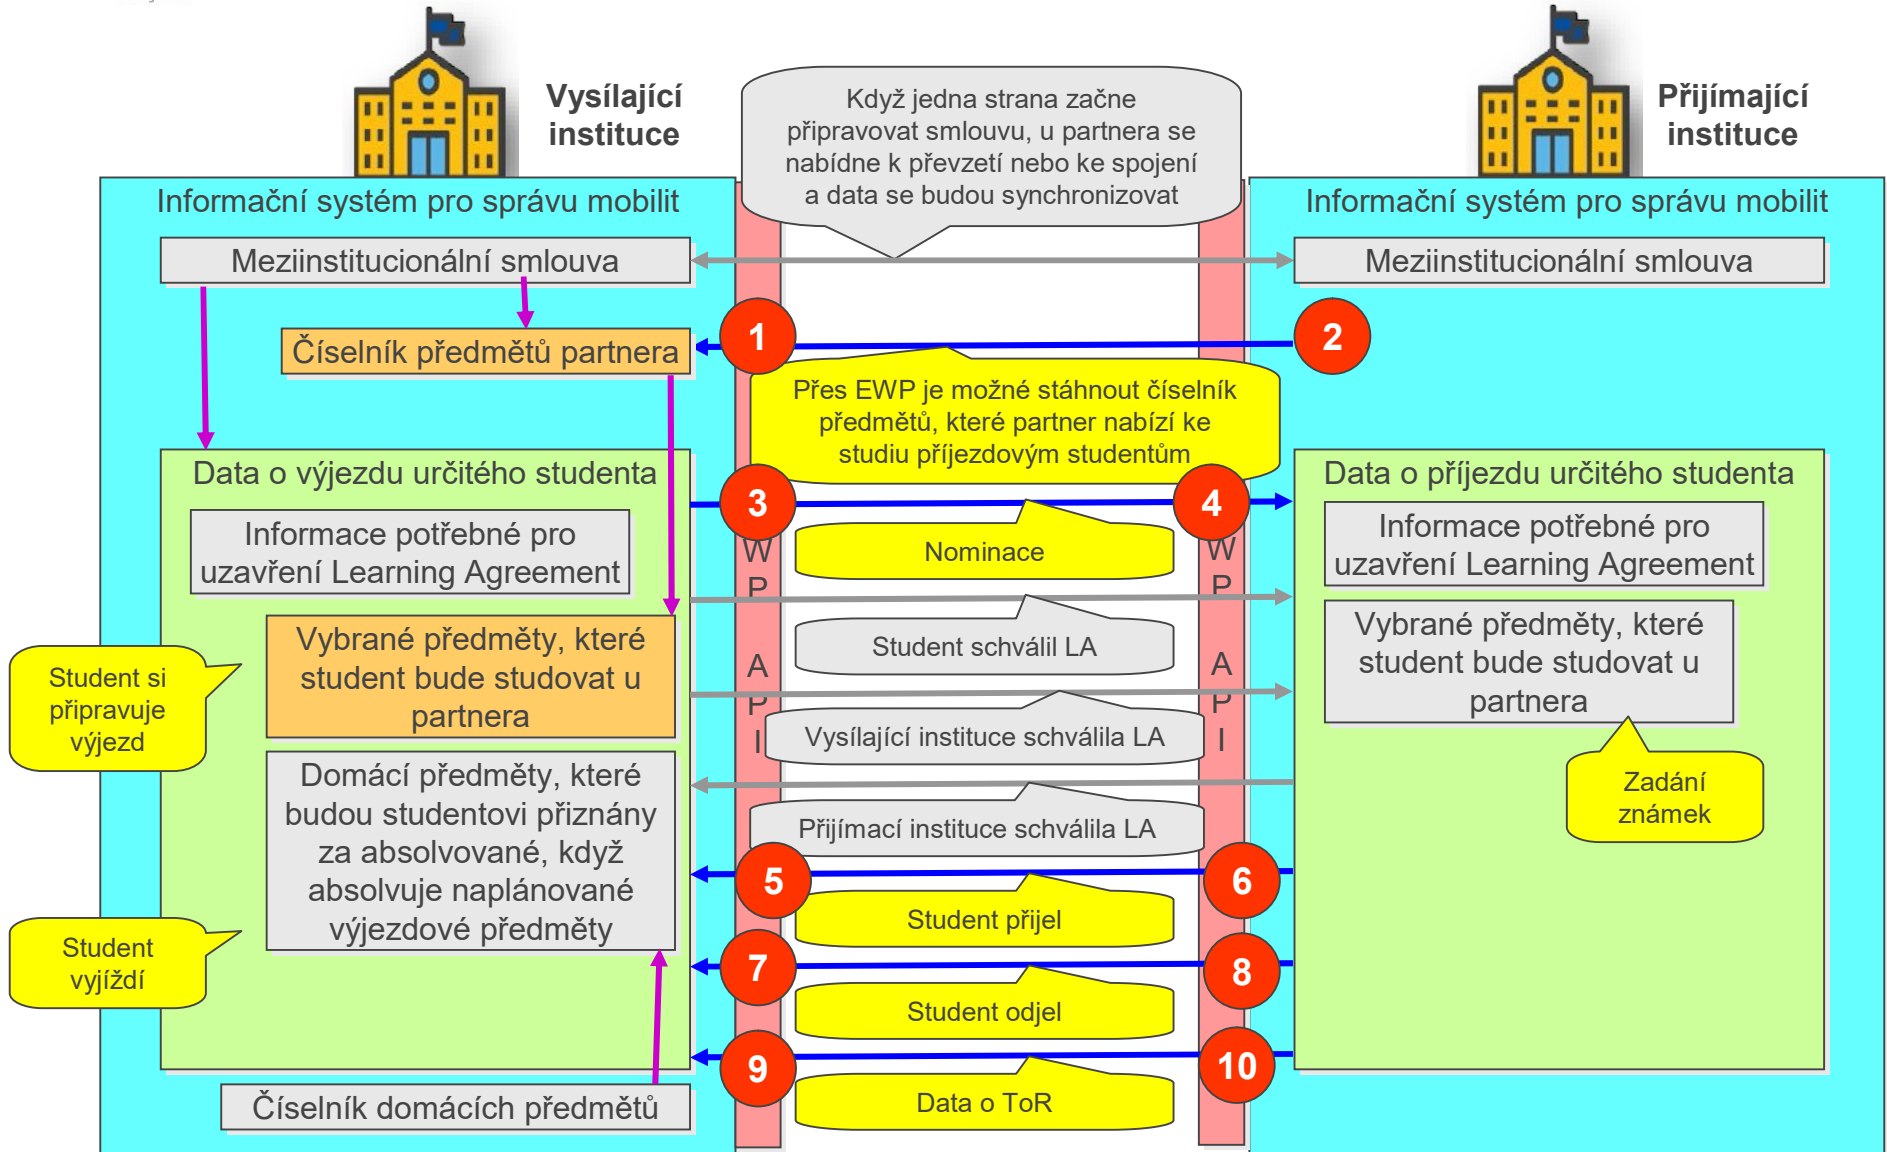 Vysílající
instituce
Když jedna strana začne
připravovat smlouvu, u partnera se
nabídne k převzetí nebo ke spojení
a data se budou synchronizovat
Přijímající
instituce
Informační systém pro správu mobilit
Informační systém pro správu mobilit
Meziinstitucionální smlouva
Meziinstitucionální smlouva
Číselník předmětů partnera
1
2
Přes EWP je možné stáhnout číselník
předmětů, které partner nabízí ke
studiu příjezdovým studentům
Data o výjezdu určitého studenta
Data o příjezdu určitého studenta
3
4
Informace potřebné pro
uzavření Learning Agreement
Nominace
Informace potřebné pro
uzavření Learning Agreement
W
P
A
P
I
W
P
A
P
I
Vybrané předměty, které
student bude studovat u
partnera
Student schválil LA
Vybrané předměty, které
student bude studovat u
partnera
Student si
připravuje
výjezd
Vysílající instituce schválila LA
Domácí předměty, které
budou studentovi přiznány
za absolvované, když
absolvuje naplánované
výjezdové předměty
Přijímací instituce schválila LA
Zadání
známek
5
6
Student přijel
Student
vyjíždí
7
8
Student odjel
9
10
Data o ToR
Číselník domácích předmětů